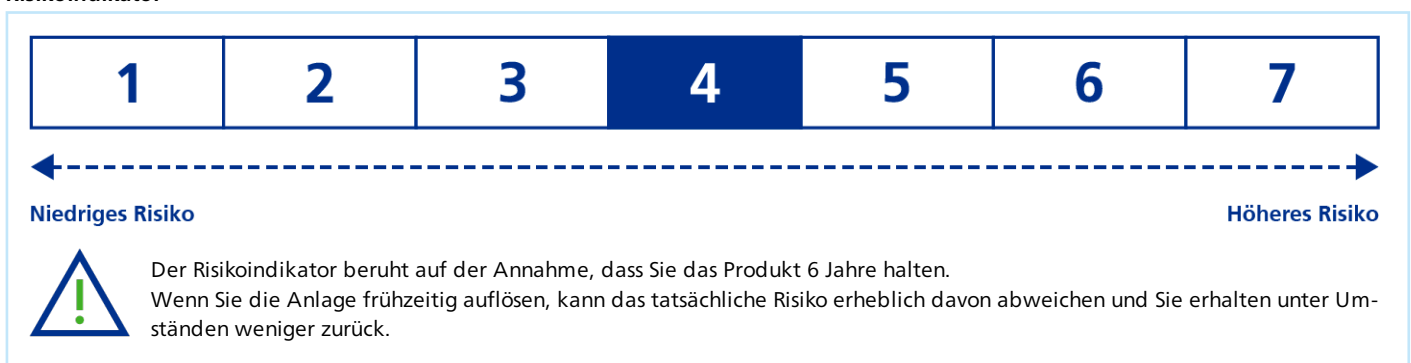 Risikoindikator
1 2 3 4 5 6 7
Niedriges Risiko Höheres Risiko
Der Risikoindikator beruht auf der Annahme, dass Sie das Produkt 6 Jahre halten.
Wenn Sie die Anlage frühzeitig auflösen, kann das tatsächliche Risiko erheblich davon abweichen und Sie erhalten unter Um-
ständen weniger zurück.